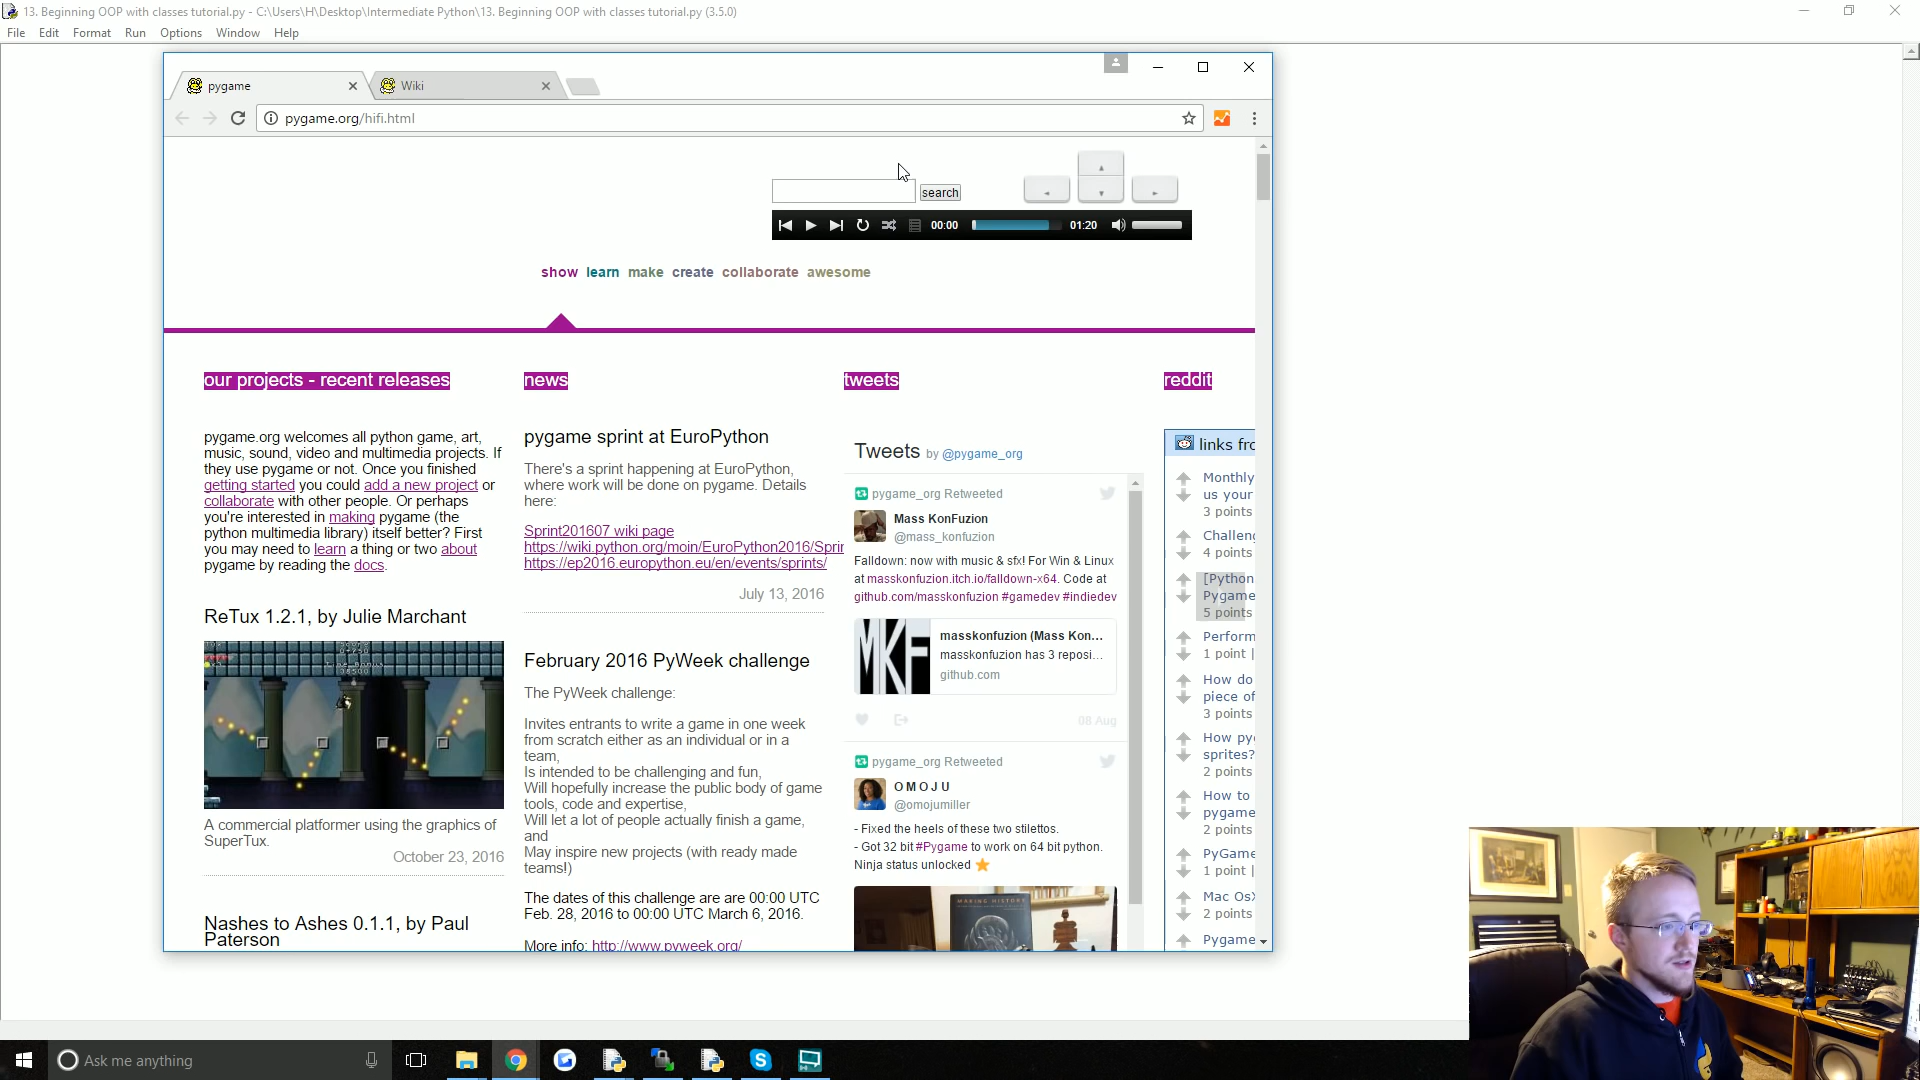 13. Beginning OOP with classes tutorial.py - C:\Users\H\Desktop\Intermediate Python\13. Beginning OOP with classes tutorial.py (3.5.0)
File Edit Format Run Options Window Help
pygame
Wiki
pygame.org/hifi.html
search
00:00
01:20
show learn make create collaborate awesome
our projects - recent releases
pygame.org welcomes all python game, art,
music, sound, video and multimedia projects. If
they use pygame or not. Once you finished
getting started you could add a new project or
collaborate with other people. Or perhaps
you're interested in making pygame (the
python multimedia library) itself better? First
you may need to learn a thing or two about
pygame by reading the docs.
ReTux 1.2.1, by Julie Marchant
A commercial platformer using the graphics of
SuperTux.
October 23, 2016
Nashes to Ashes 0.1.1, by Paul
Paterson
news
pygame sprint at EuroPython
There's a sprint happening at EuroPython,
where work will be done on pygame. Details
here:
Sprint201607 wiki page
https://wiki.python.org/moin/EuroPython2016/Sprin
https://ep2016.europython.eu/en/events/sprints/
July 13, 2016
February 2016 PyWeek challenge
The PyWeek challenge:
Invites entrants to write a game in one week
from scratch either as an individual or in a
team,
Is intended to be challenging and fun,
Will hopefully increase the public body of game
tools, code and expertise,
Will let a lot of people actually finish a game,
and
May inspire new projects (with ready made
teams!)
The dates of this challenge are are 00:00 UTC
Feb. 28, 2016 to 00:00 UTC March 6, 2016.
More info: http://www.pyweek.org/
tweets
Tweets by @pygame_org
pygame_org Retweeted
Mass KonFuzion
@mass_konfuzion
Falldown: now with music & sfx! For Win & Linux
at masskonfuzion.itch.io/falldown-x64. Code at
github.com/masskonfuzion #gamedev #indiedev
MKF
masskonfuzion (Mass Kon...
masskonfuzion has 3 reposi...
github.com
08 Aug
pygame_org Retweeted
O M O J U
@omojumiller
- Fixed the heels of these two stilettos.
- Got 32 bit #Pygame to work on 64 bit python.
Ninja status unlocked
MAKING HISTORY
reddit
links fro
Monthly
us your
3 points
Challeng
4 points
[Python
Pygame
5 points
Perform
1 point |
How do
piece of
3 points
How py
sprites?
2 points
How to
pygame
2 points
PyGame
1 point |
Mac OsX
2 points
Pygame
Ask me anything